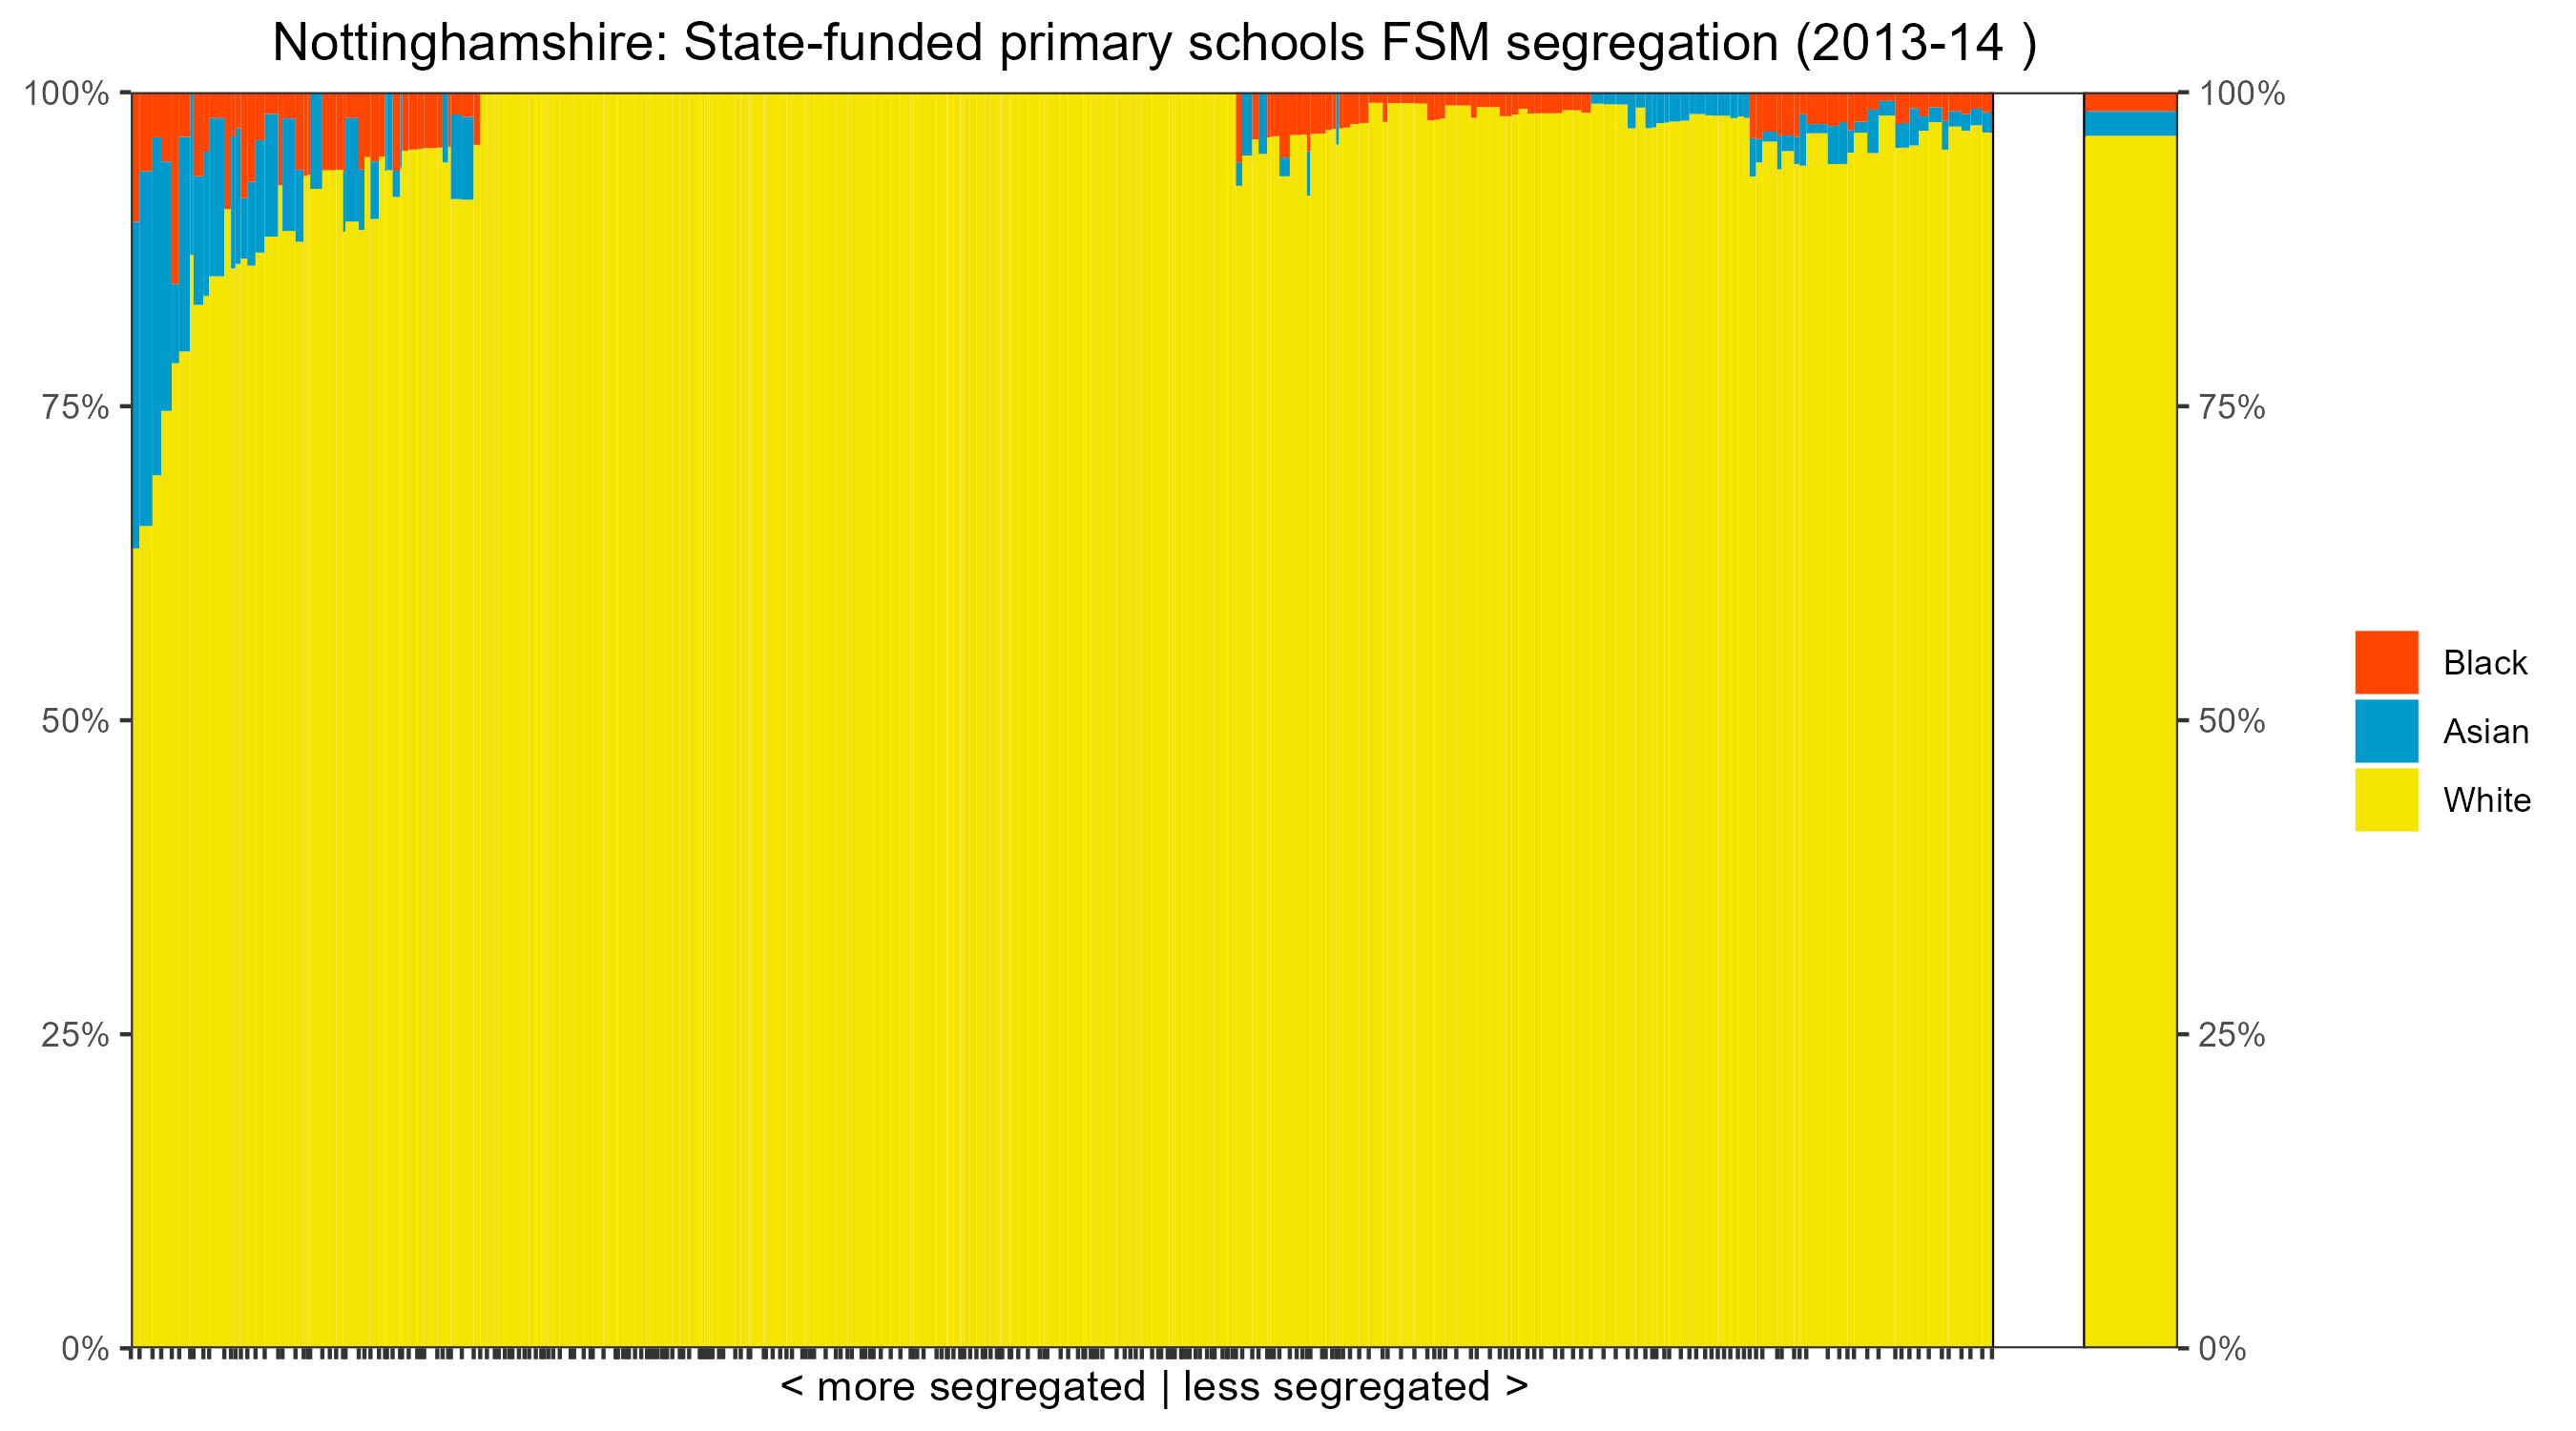 Nottinghamshire: State-funded primary schools FSM segregation (2013-14 )
100%
100%
75%
75%
50%
50%
25%
25%
0%
0%
Black
Asian
White
< more segregated | less segregated >